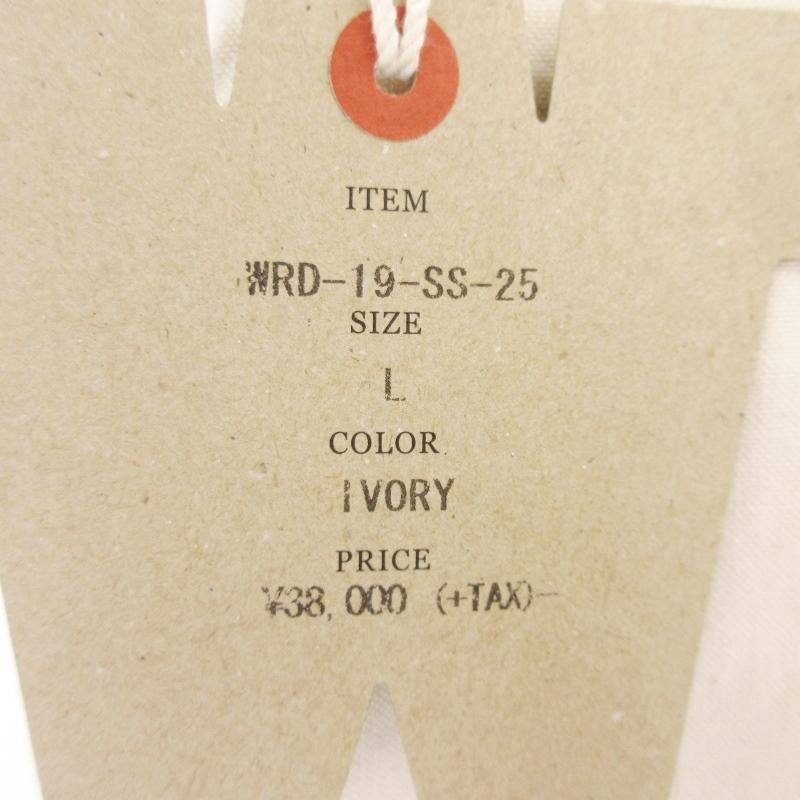 ITEM
WRD-19-SS-25
SIZE
L
COLOR
IVORY
PRICE
¥38,000 (+TAX)-